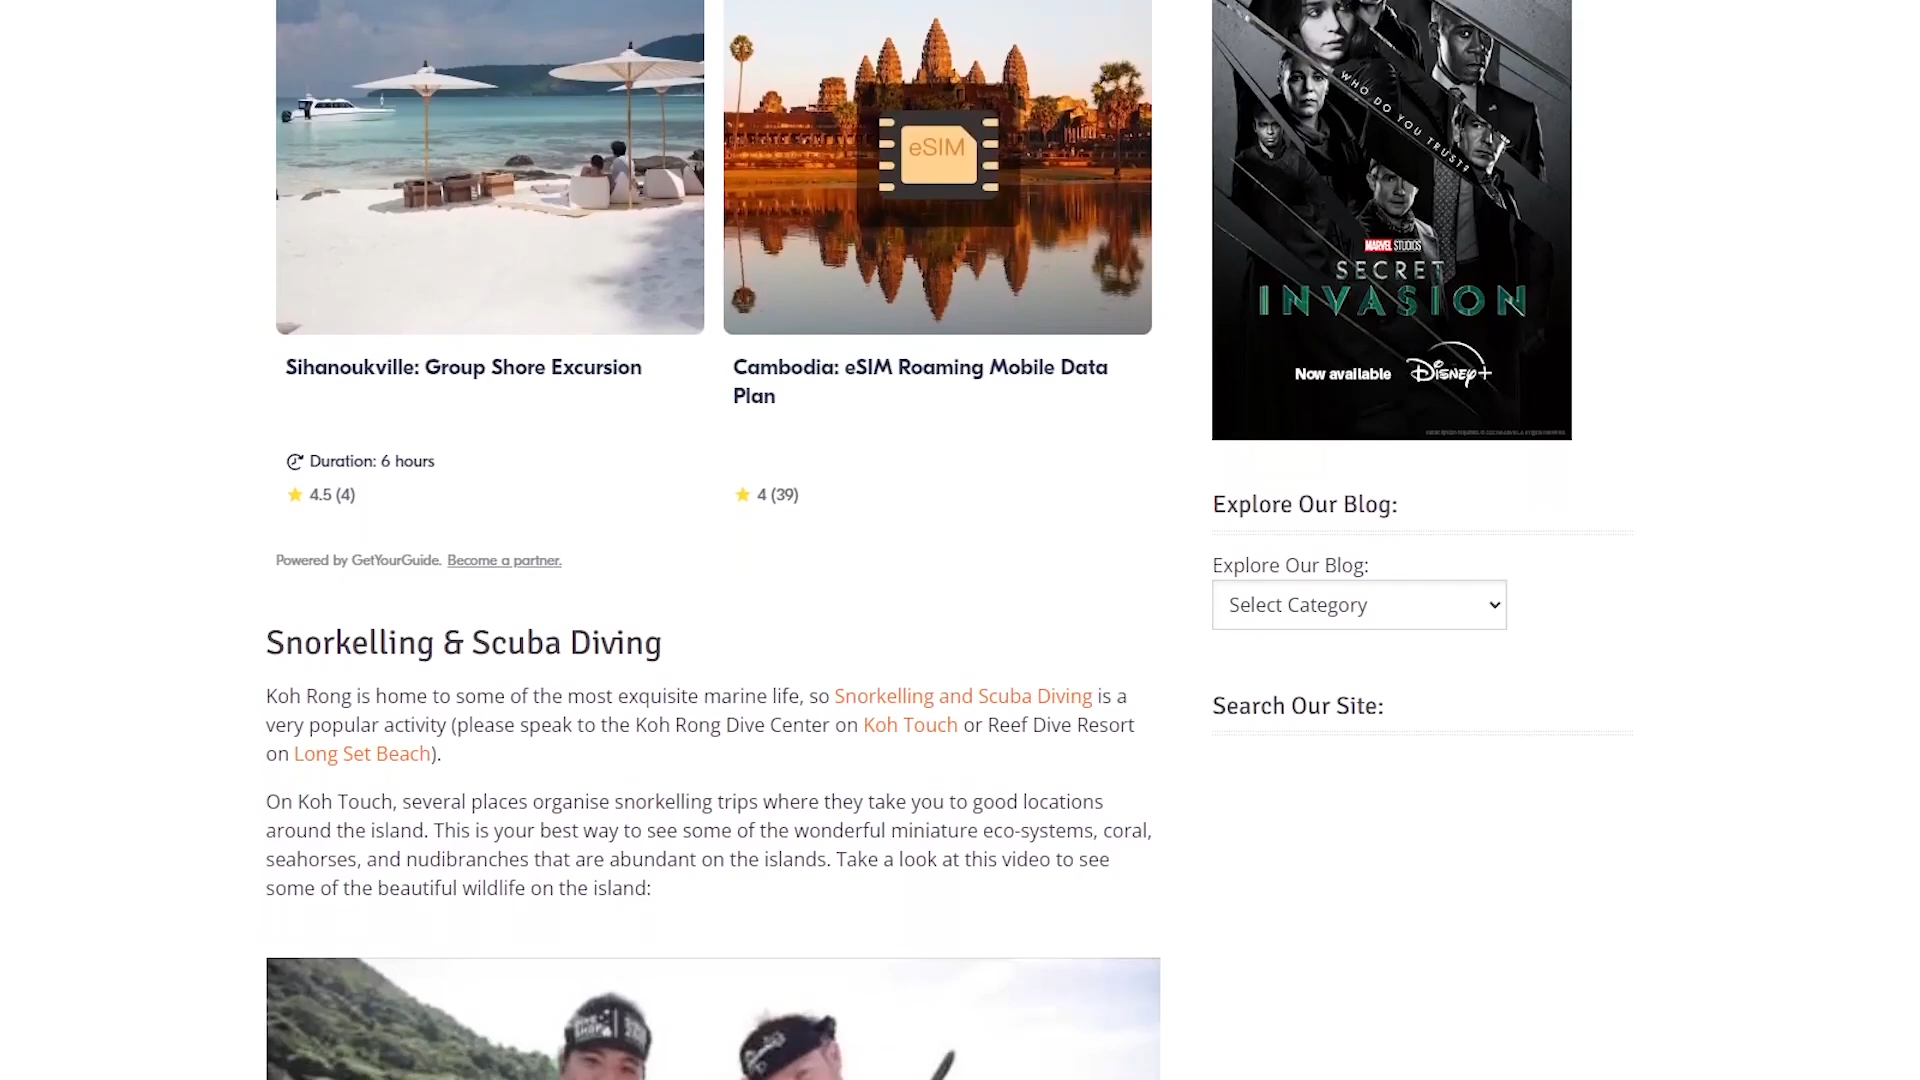 eSIM
WHO DO YOU TRUST?
MARVEL STUDIOS
SECRET
INVASION
Now available Disney+
Sihanoukville: Group Shore Excursion
Duration: 6 hours
4.5 (4)
Cambodia: eSIM Roaming Mobile Data
Plan
4 (39)
Powered by GetYourGuide. Become a partner.
Snorkelling & Scuba Diving
Koh Rong is home to some of the most exquisite marine life, so Snorkelling and Scuba Diving is a
very popular activity (please speak to the Koh Rong Dive Center on Koh Touch or Reef Dive Resort
on Long Set Beach).
On Koh Touch, several places organise snorkelling trips where they take you to good locations
around the island. This is your best way to see some of the wonderful miniature eco-systems, coral,
seahorses, and nudibranches that are abundant on the islands. Take a look at this video to see
some of the beautiful wildlife on the island:
Explore Our Blog:
Explore Our Blog:
Select Category
Search Our Site: